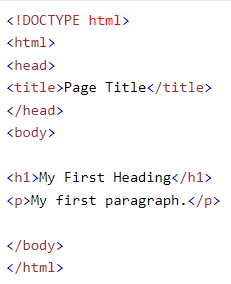 <!DOCTYPE html>
<html>
<head>
<title>Page Title</title>
</head>
<body>
<h1>My First Heading</h1>
<p>My first paragraph.</p>
</body>
</html>